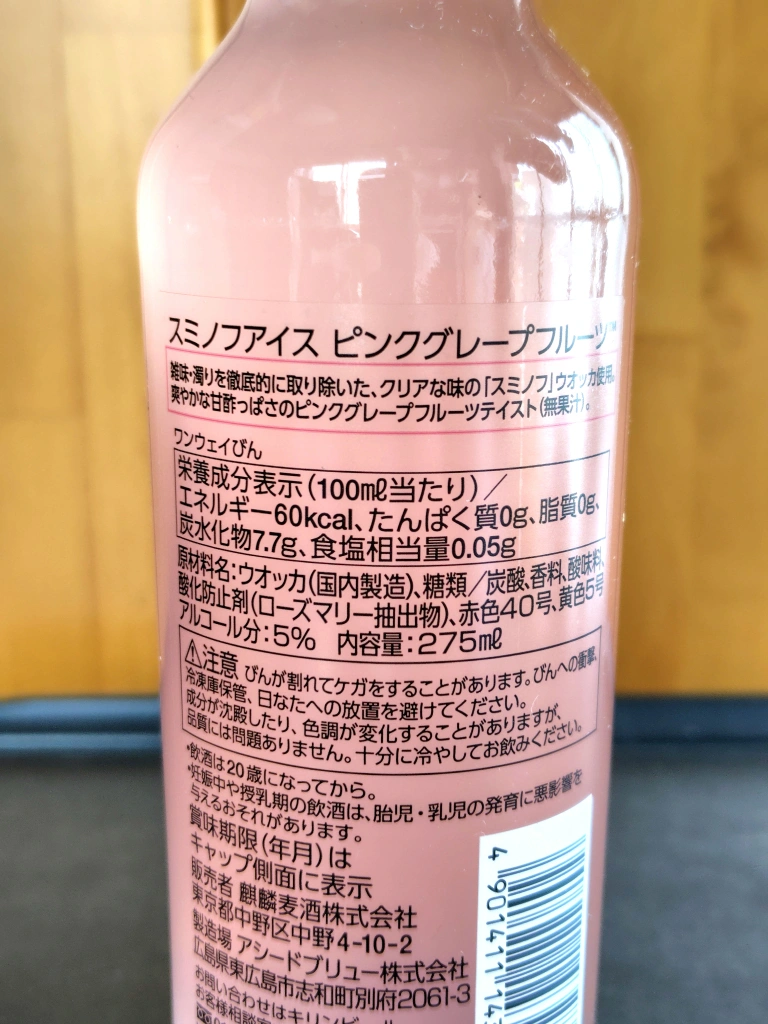 スミノフアイス ピンクグレープフルーツ™
雑味・濁りを徹底的に取り除いた、クリアな味の「スミノフ」ウオッカ使用。
爽やかな甘酢っぱさのピンクグレープフルーツテイスト(無果汁)。
ワンウェイびん
栄養成分表示(100mℓ当たり)／
エネルギー60kcal、たんぱく質0g、脂質0g、
炭水化物7.7g、食塩相当量0.05g
原材料名:ウオッカ(国内製造)、糖類／炭酸、香料、酸味料、
酸化防止剤(ローズマリー抽出物)、赤色40号、黄色5号
アルコール分:5% 内容量:275mℓ
⚠注意 びんが割れてケガをすることがあります。びんへの衝撃、
冷凍庫保管、日なたへの放置を避けてください。
成分が沈殿したり、色調が変化することがありますが、
品質には問題ありません。十分に冷やしてお飲みください。
•飲酒は20歳になってから。
•妊娠中や授乳期の飲酒は、胎児・乳児の発育に悪影響を
与えるおそれがあります。
賞味期限(年月)は
キャップ側面に表示
販売者 麒麟麦酒株式会社
東京都中野区中野4-10-2
製造場 アシードブリュー株式会社
広島県東広島市志和町別府2061-3
お問い合わせはキリンビール
お客様相談
4 901411 14